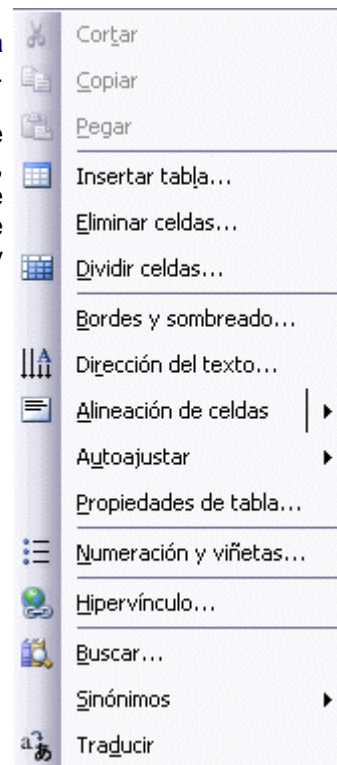 Cortar
Copiar
Pegar
Insertar tabla...
Eliminar celdas...
Dividir celdas...
Bordes y sombreado...
Dirección del texto...
Alineación de celdas
Autoajustar
Propiedades de tabla...
Numeración y viñetas...
Hipervínculo...
Buscar...
Sinónimos
Traducir